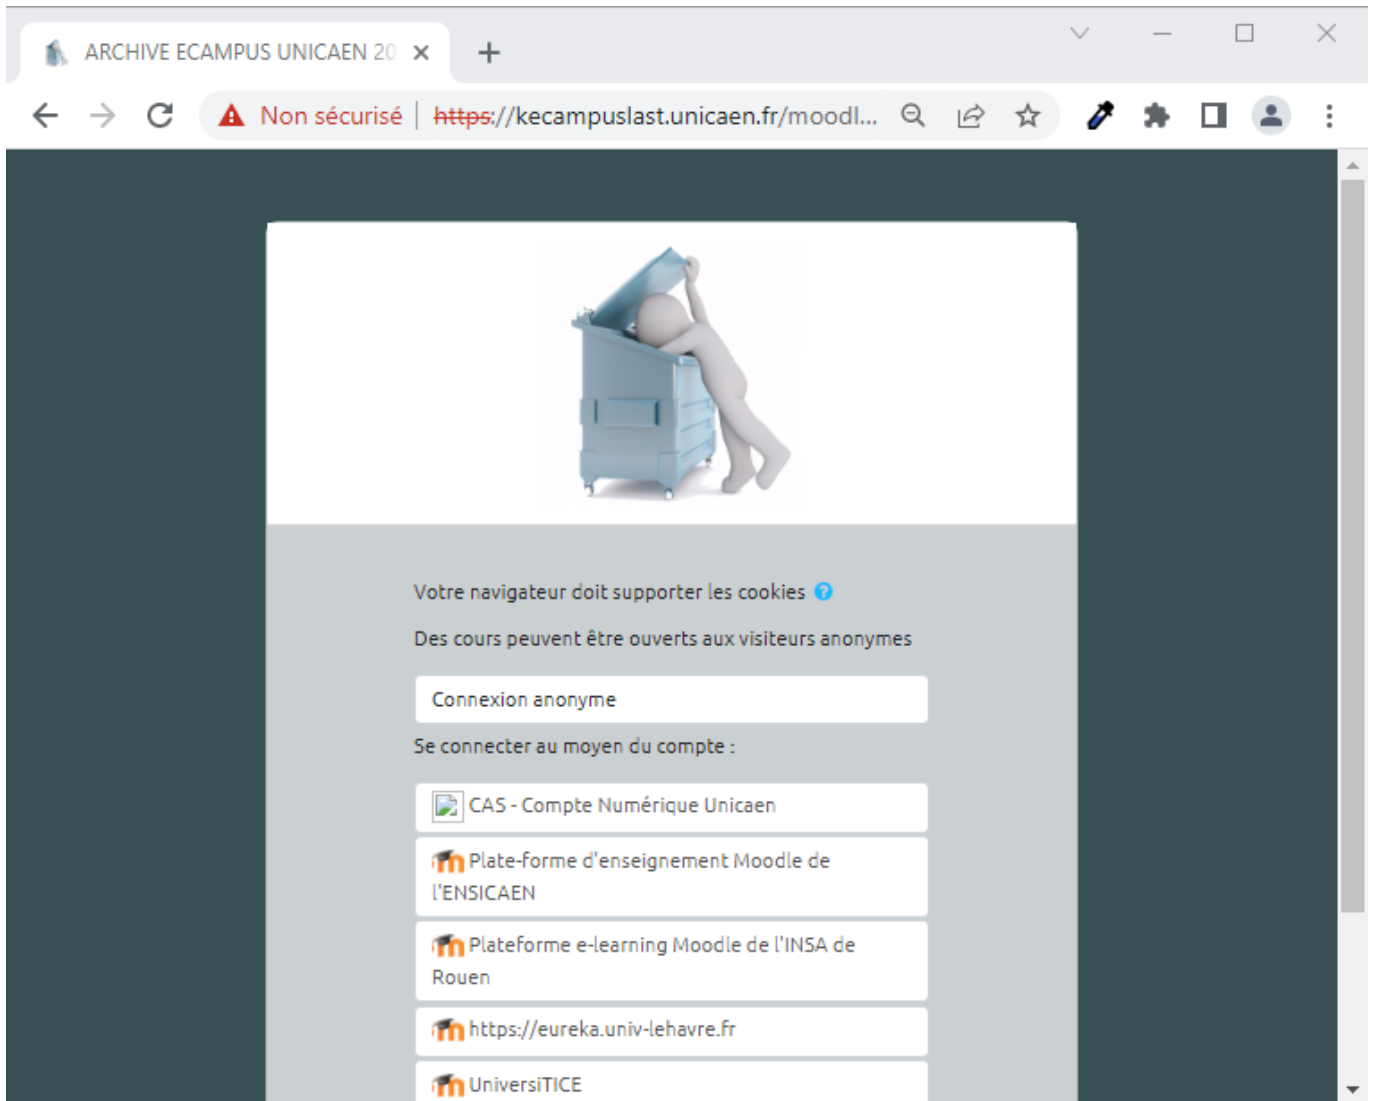 ARCHIVE ECAMPUS UNICAEN 20
Non sécurisé https://kecampuslast.unicaen.fr/moodl...
Votre navigateur doit supporter les cookies ?
Des cours peuvent être ouverts aux visiteurs anonymes
Connexion anonyme
Se connecter au moyen du compte :
CAS - Compte Numérique Unicaen
Plate-forme d'enseignement Moodle de
l'ENSICAEN
Plateforme e-learning Moodle de l'INSA de
Rouen
https://eureka.univ-lehavre.fr
UniversiTICE